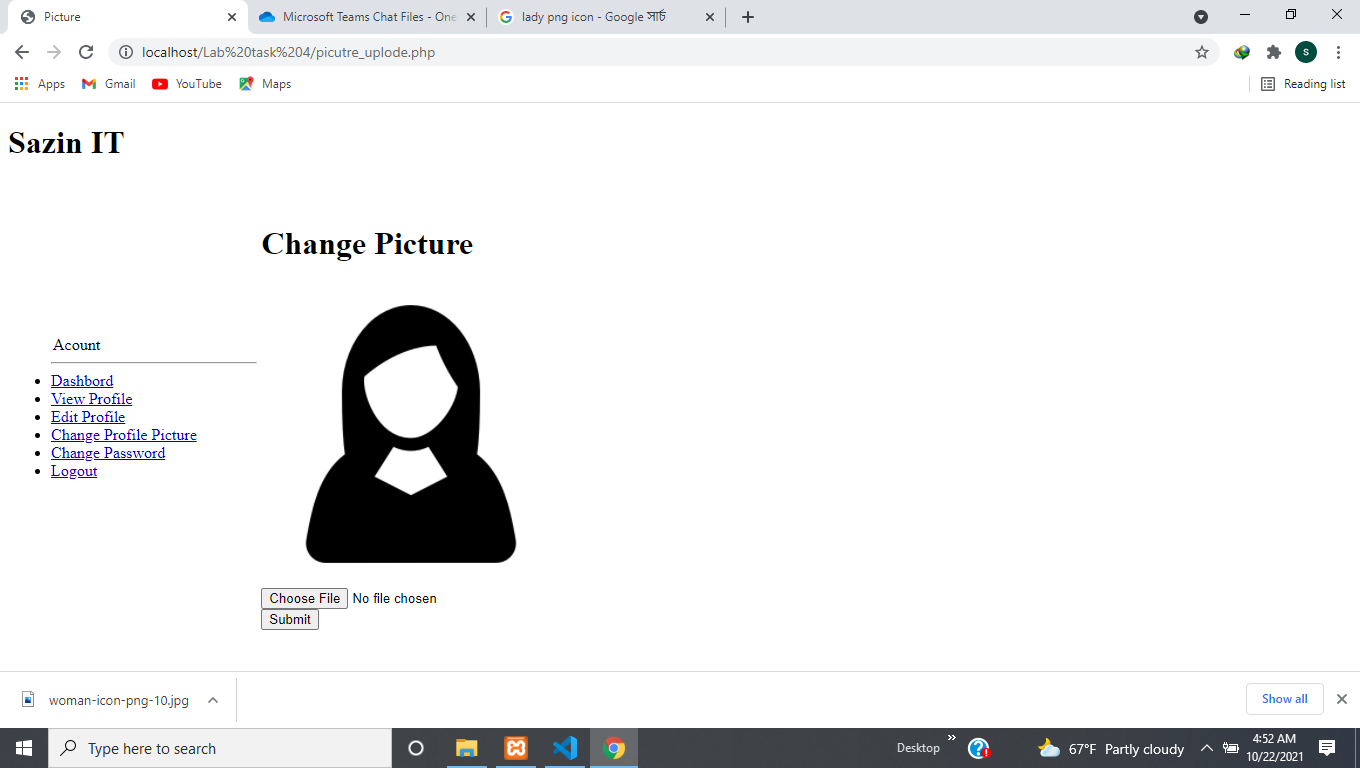 Picture
Microsoft Teams Chat Files - One
lady png icon - Google সার্চ
localhost/Lab%20task%204/picutre_uplode.php
S
Apps
Gmail
YouTube
Maps
Reading list
Sazin IT
Change Picture
Acount
Dashbord
View Profile
Edit Profile
Change Profile Picture
Change Password
Logout
Choose File No file chosen
Submit
woman-icon-png-10.jpg
Show all
Type here to search
Desktop
67°F Partly cloudy
4:52 AM
10/22/2021